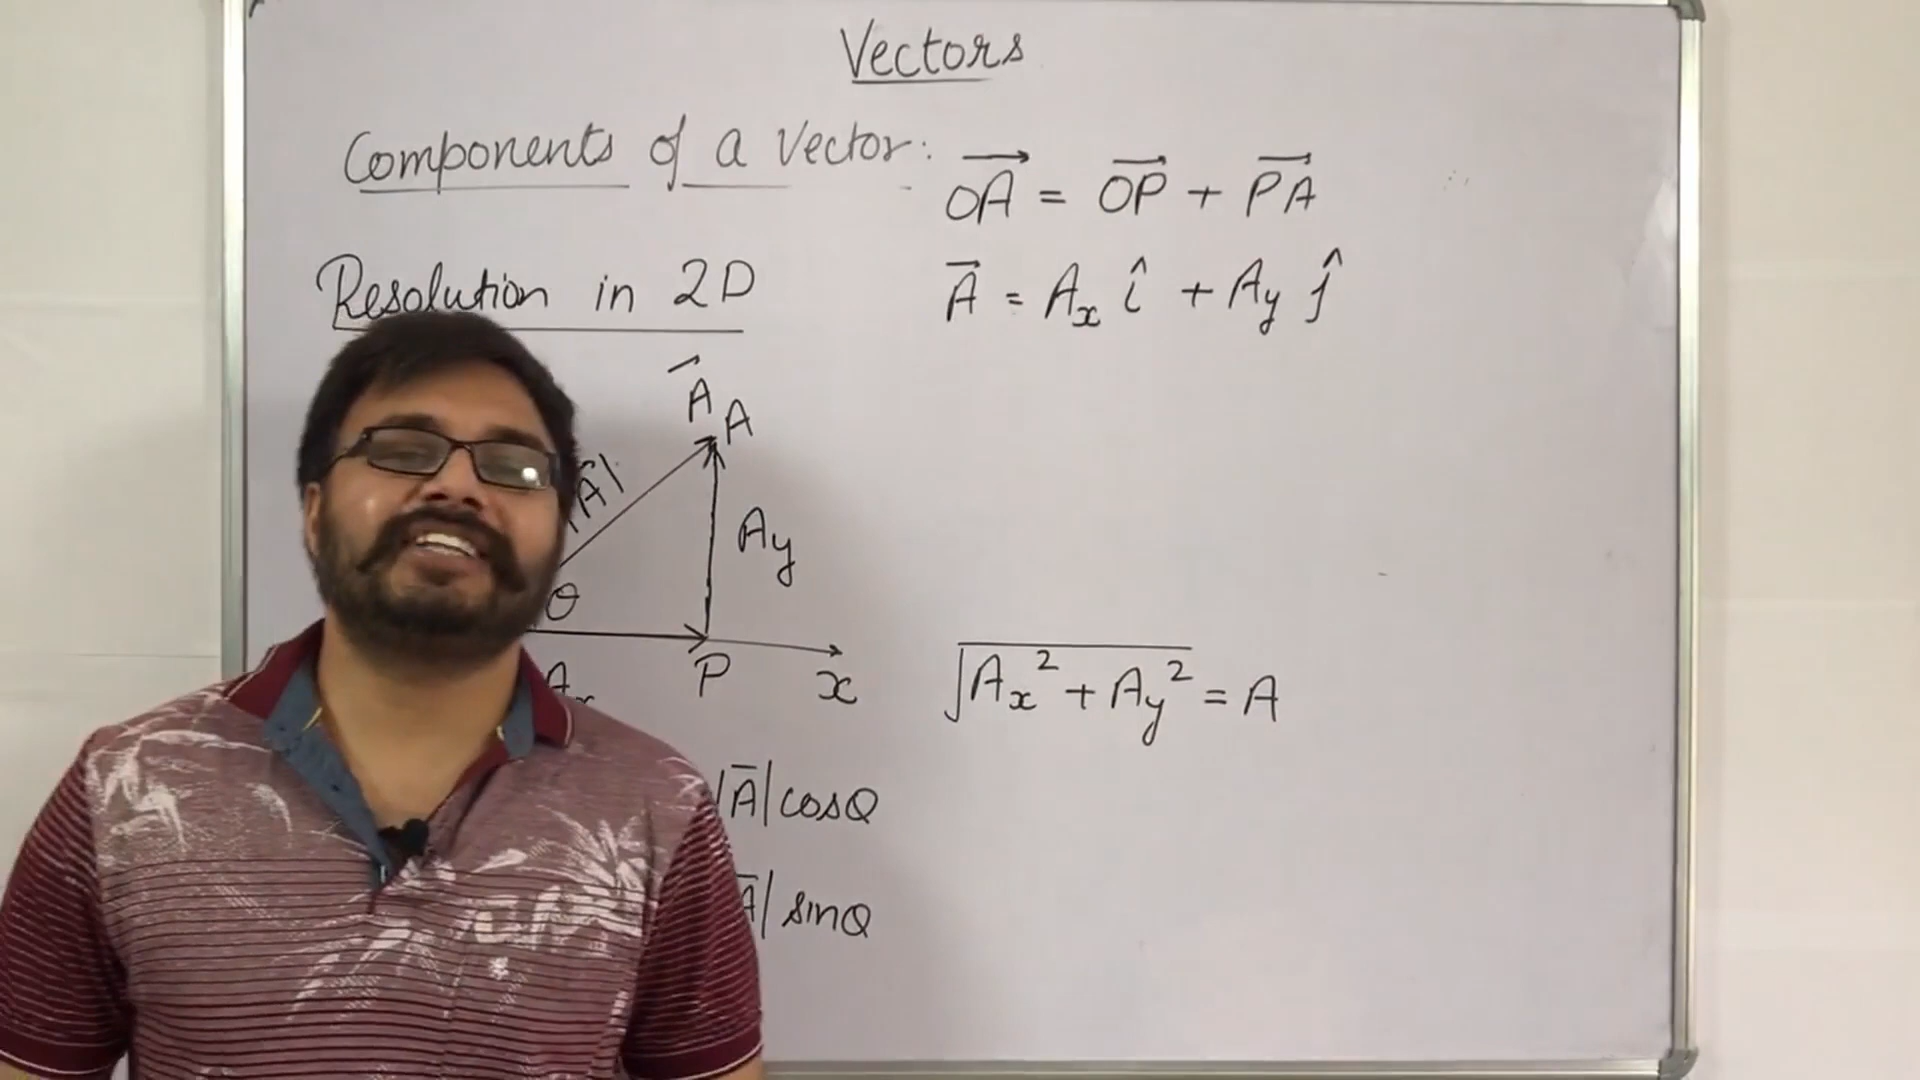 Vectors
Components of a Vector:
Resolution in 2D
OA = OP + PA
A = Aₓ î + Ay ĵ
A
A
|A|
Ay
θ
P
x
√Ax² + Ay² = A
|A| cosθ
A| sinθ